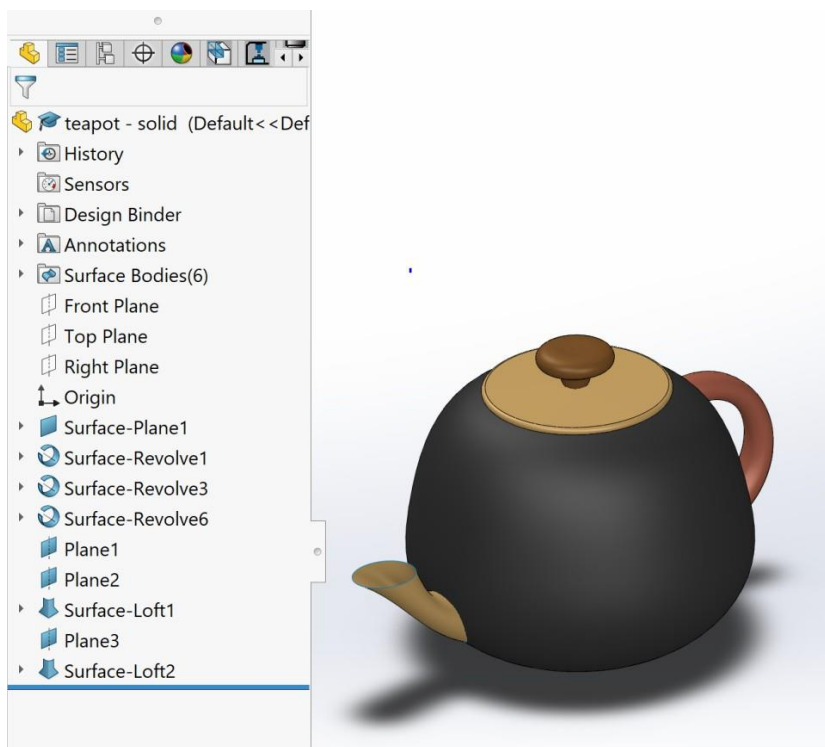 teapot - solid (Default<<Def
History
Sensors
Design Binder
Annotations
Surface Bodies(6)
Front Plane
Top Plane
Right Plane
Origin
Surface-Plane1
Surface-Revolve1
Surface-Revolve3
Surface-Revolve6
Plane1
Plane2
Surface-Loft1
Plane3
Surface-Loft2